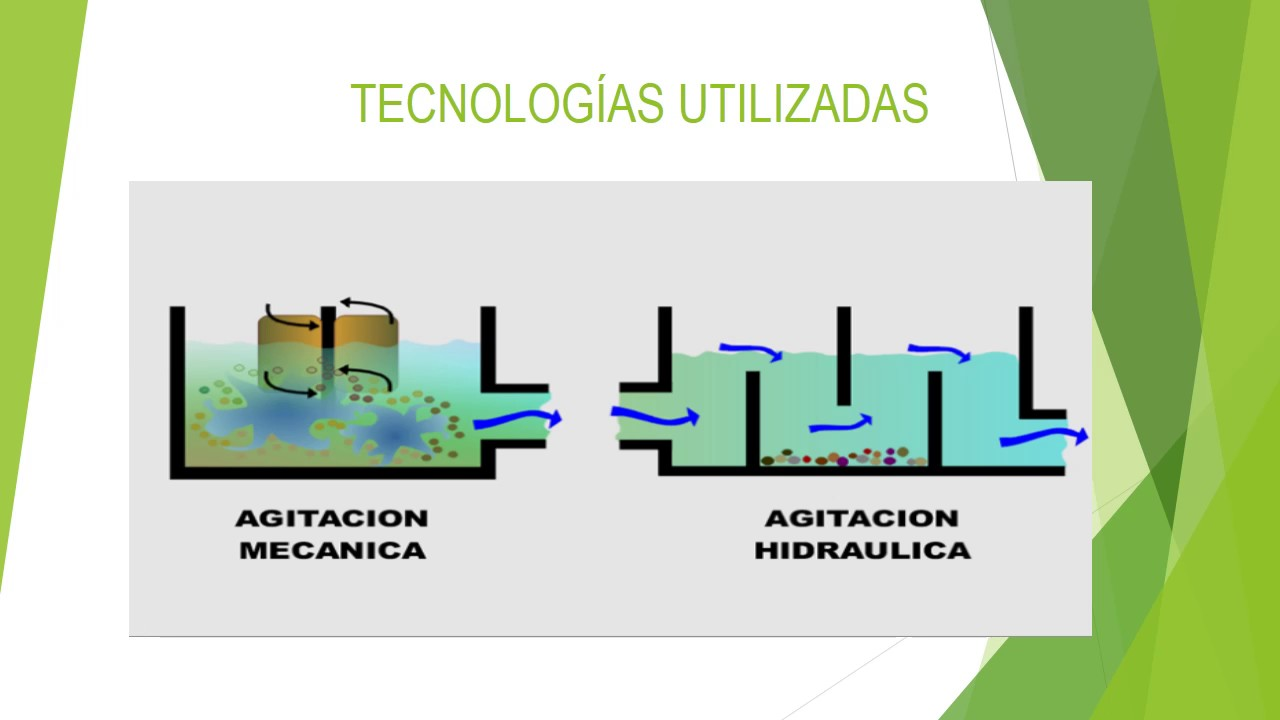 TECNOLOGÍAS UTILIZADAS
AGITACION
MECANICA
AGITACION
HIDRAULICA